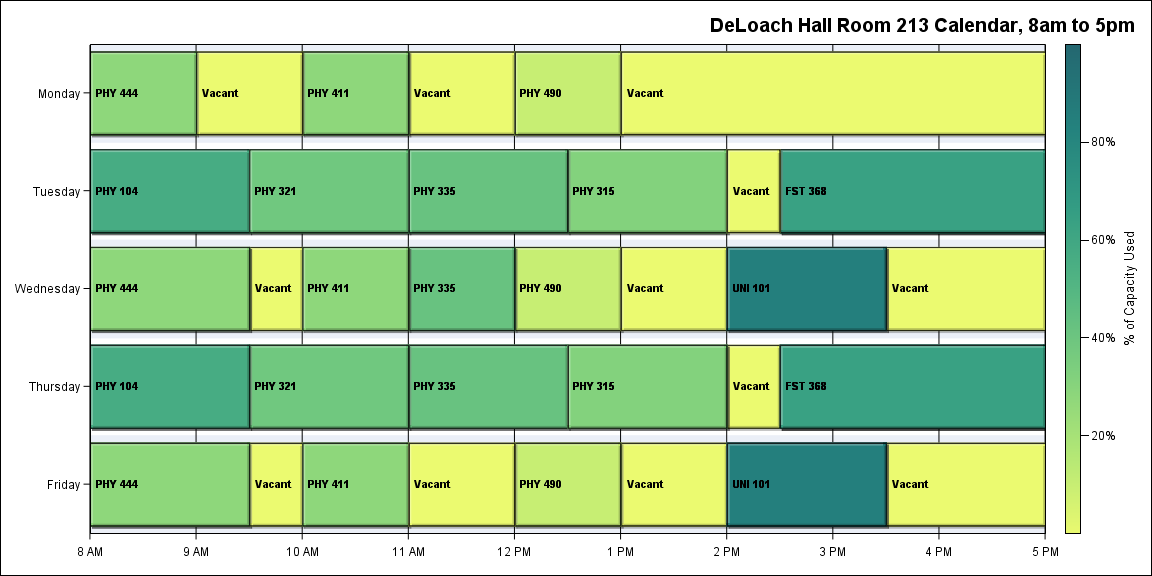 DeLoach Hall Room 213 Calendar, 8am to 5pm
Monday PHY 444 Vacant PHY 411 Vacant PHY 490 Vacant
Tuesday PHY 104 PHY 321 PHY 335 PHY 315 Vacant FST 368
Wednesday PHY 444 Vacant PHY 411 PHY 335 PHY 490 Vacant UNI 101 Vacant
Thursday PHY 104 PHY 321 PHY 335 PHY 315 Vacant FST 368
Friday PHY 444 Vacant PHY 411 Vacant PHY 490 Vacant UNI 101 Vacant
8 AM 9 AM 10 AM 11 AM 12 PM 1 PM 2 PM 3 PM 4 PM 5 PM
80%
60%
40%
20%
% of Capacity Used